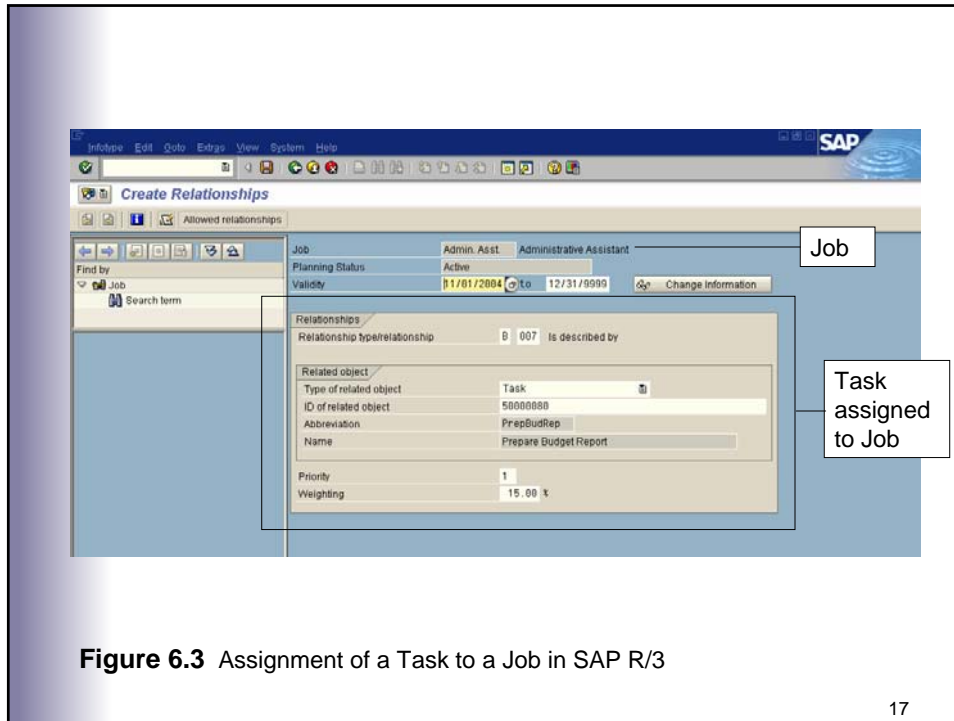 Infotype Edit Goto Extras View System Help
SAP
Create Relationships
Allowed relationships
Find by
Job
Search term
Job Admin. Asst. Administrative Assistant
Planning Status Active
Validity 11/01/2004 to 12/31/9999 Change Information
Relationships
Relationship type/relationship B 007 Is described by
Related object
Type of related object Task
ID of related object 50000080
Abbreviation PrepBudRep
Name Prepare Budget Report
Priority 1
Weighting 15.00 %
Job
Task
assigned
to Job
Figure 6.3 Assignment of a Task to a Job in SAP R/3
17